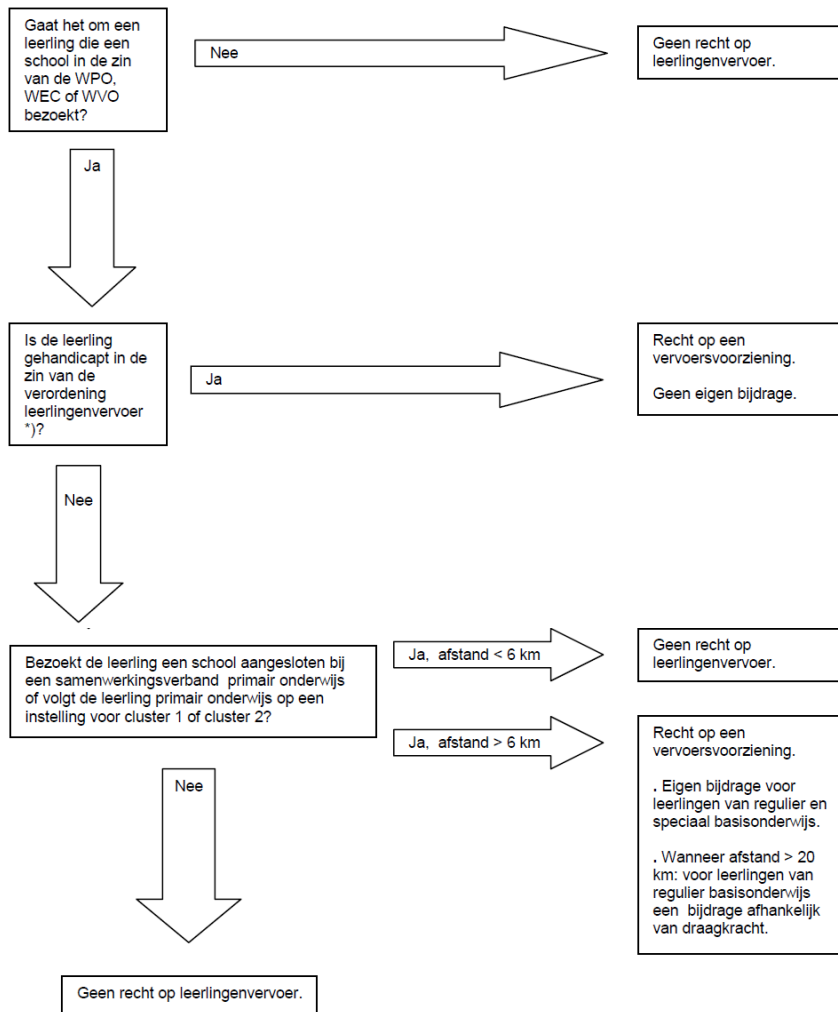 Gaat het om een
leerling die een
school in de zin
van de WPO,
WEC of WVO
bezoekt?
Nee
Geen recht op
leerlingenvervoer.
Ja
Is de leerling
gehandicapt in de
zin van de
verordening
leerlingenvervoer
*)?
Ja
Recht op een
vervoersvoorziening.
Geen eigen bijdrage.
Nee
Bezoekt de leerling een school aangesloten bij
een samenwerkingsverband primair onderwijs
of volgt de leerling primair onderwijs op een
instelling voor cluster 1 of cluster 2?
Ja, afstand < 6 km
Geen recht op
leerlingenvervoer.
Ja, afstand > 6 km
Recht op een
vervoersvoorziening.
. Eigen bijdrage voor
leerlingen van regulier en
speciaal basisonderwijs.
. Wanneer afstand > 20
km: voor leerlingen van
regulier basisonderwijs
een bijdrage afhankelijk
van draagkracht.
Nee
Geen recht op leerlingenvervoer.